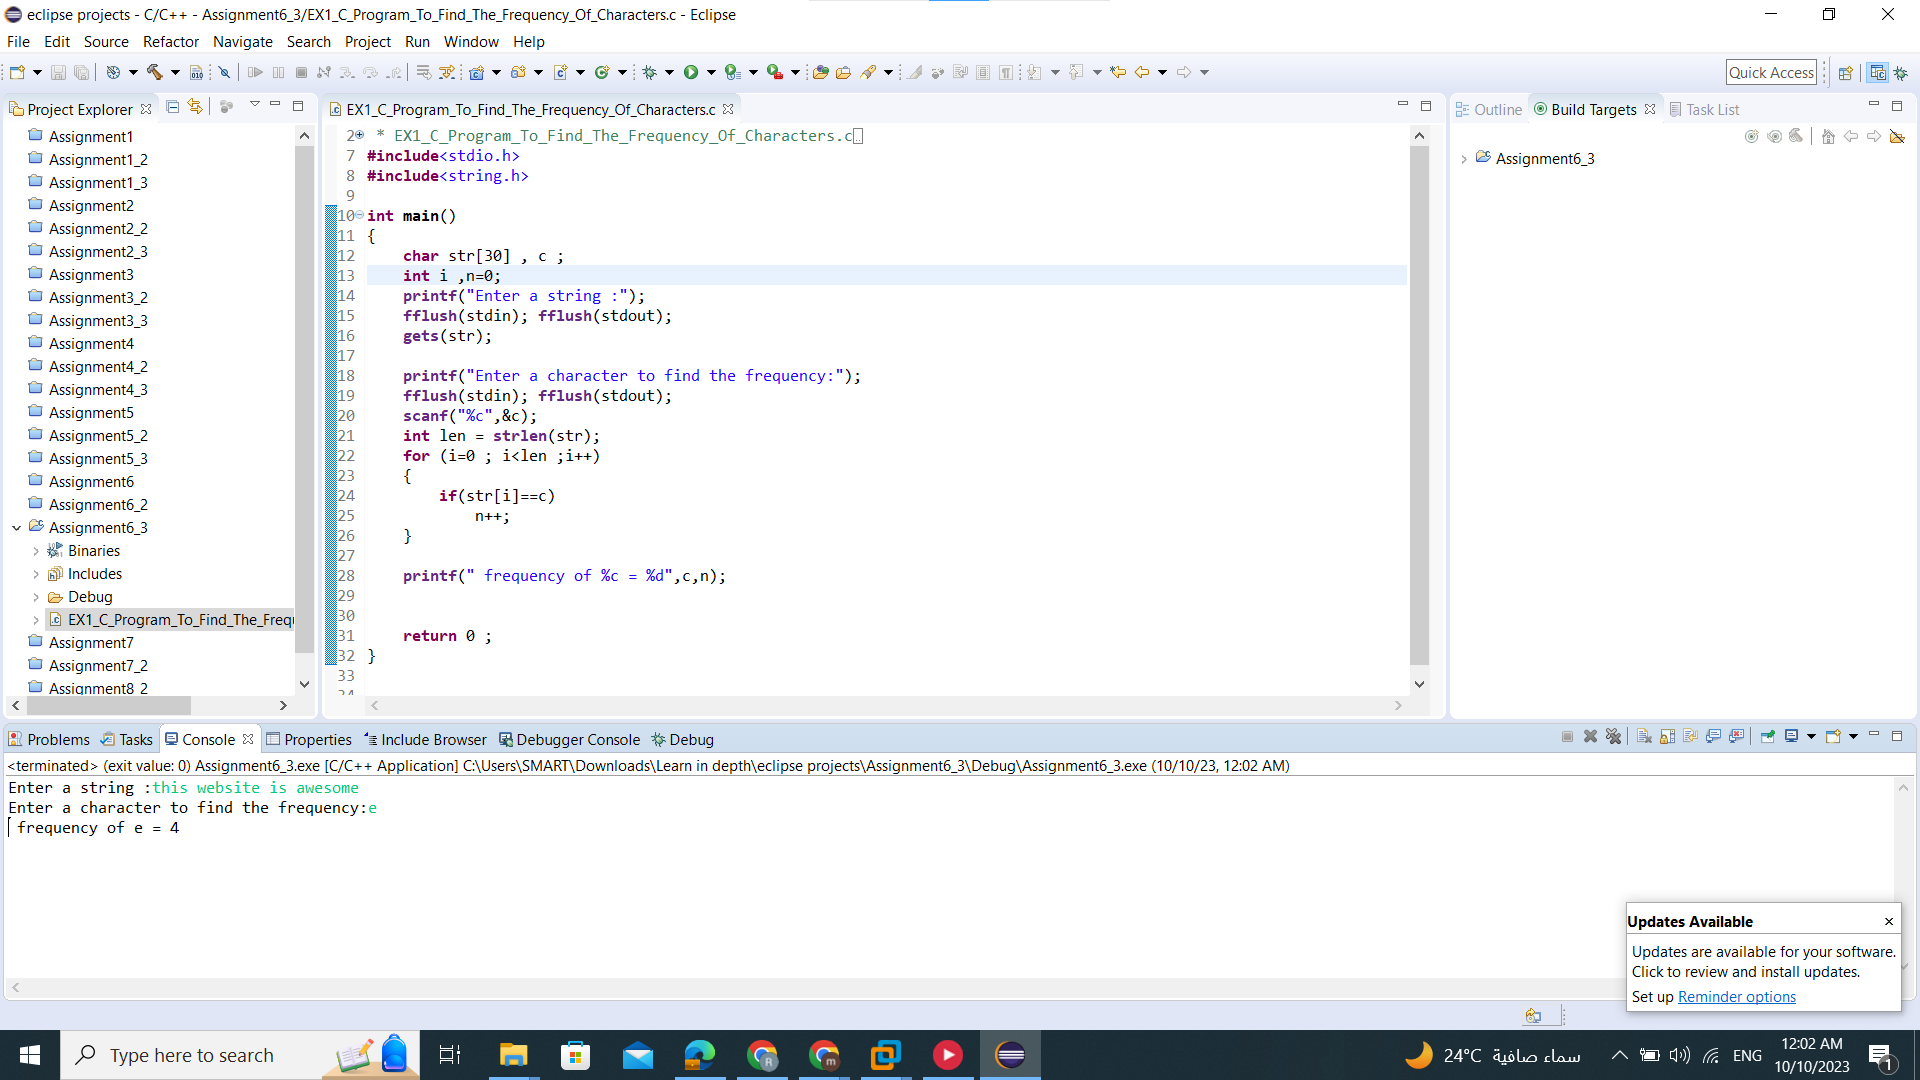 eclipse projects - C/C++ - Assignment6_3/EX1_C_Program_To_Find_The_Frequency_Of_Characters.c - Eclipse
File Edit Source Refactor Navigate Search Project Run Window Help
Quick Access
Project Explorer
Assignment1
Assignment1_2
Assignment1_3
Assignment2
Assignment2_2
Assignment2_3
Assignment3
Assignment3_2
Assignment3_3
Assignment4
Assignment4_2
Assignment4_3
Assignment5
Assignment5_2
Assignment5_3
Assignment6
Assignment6_2
Assignment6_3
Binaries
Includes
Debug
EX1_C_Program_To_Find_The_Freq
Assignment7
Assignment7_2
Assignment8_2
EX1_C_Program_To_Find_The_Frequency_Of_Characters.c
2 * EX1_C_Program_To_Find_The_Frequency_Of_Characters.c
7 #include<stdio.h>
8 #include<string.h>
9
10 int main()
11 {
12 char str[30] , c ;
13 int i ,n=0;
14 printf("Enter a string :");
15 fflush(stdin); fflush(stdout);
16 gets(str);
17
18 printf("Enter a character to find the frequency:");
19 fflush(stdin); fflush(stdout);
20 scanf("%c",&c);
21 int len = strlen(str);
22 for (i=0 ; i<len ;i++)
23 {
24 if(str[i]==c)
25 n++;
26 }
27
28 printf(" frequency of %c = %d",c,n);
29
30
31 return 0 ;
32 }
33
34
Outline Build Targets Task List
Assignment6_3
Problems Tasks Console Properties Include Browser Debugger Console Debug
<terminated> (exit value: 0) Assignment6_3.exe [C/C++ Application] C:\Users\SMART\Downloads\Learn in depth\eclipse projects\Assignment6_3\Debug\Assignment6_3.exe (10/10/23, 12:02 AM)
Enter a string :this website is awesome
Enter a character to find the frequency:e
frequency of e = 4
Updates Available
Updates are available for your software.
Click to review and install updates.
Set up Reminder options
Type here to search
24°C سماء صافية
ENG
12:02 AM
10/10/2023
1